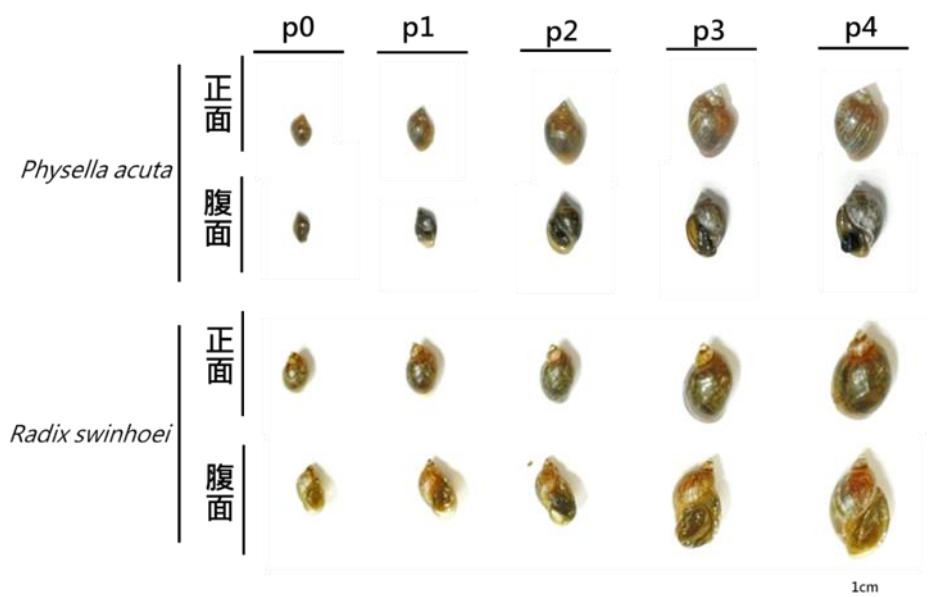 p0 p1 p2 p3 p4
Physella acuta
正面
腹面
Radix swinhoei
正面
腹面
1cm